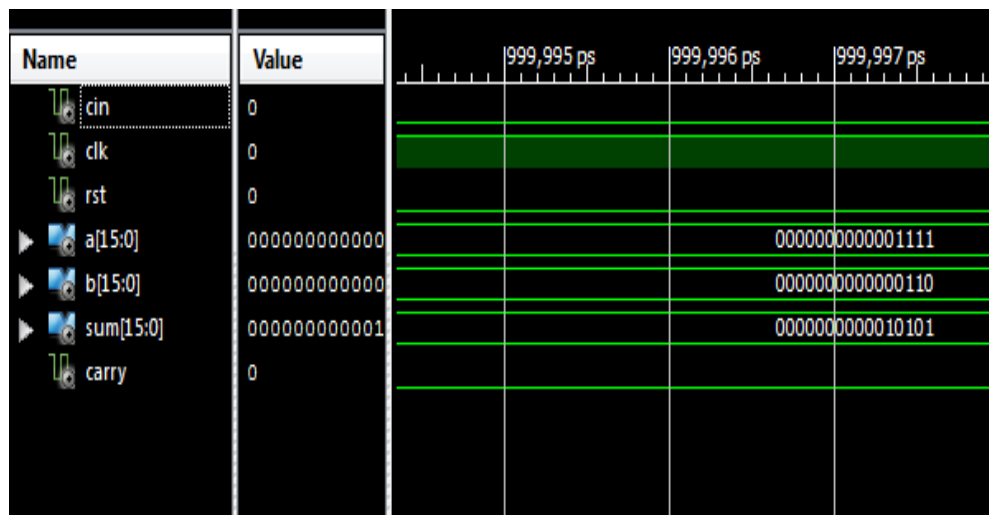 Name Value 999,995 ps 999,996 ps 999,997 ps
cin 0
clk 0
rst 0
a[15:0] 000000000000 0000000000001111
b[15:0] 000000000000 0000000000000110
sum[15:0] 000000000001 0000000000010101
carry 0